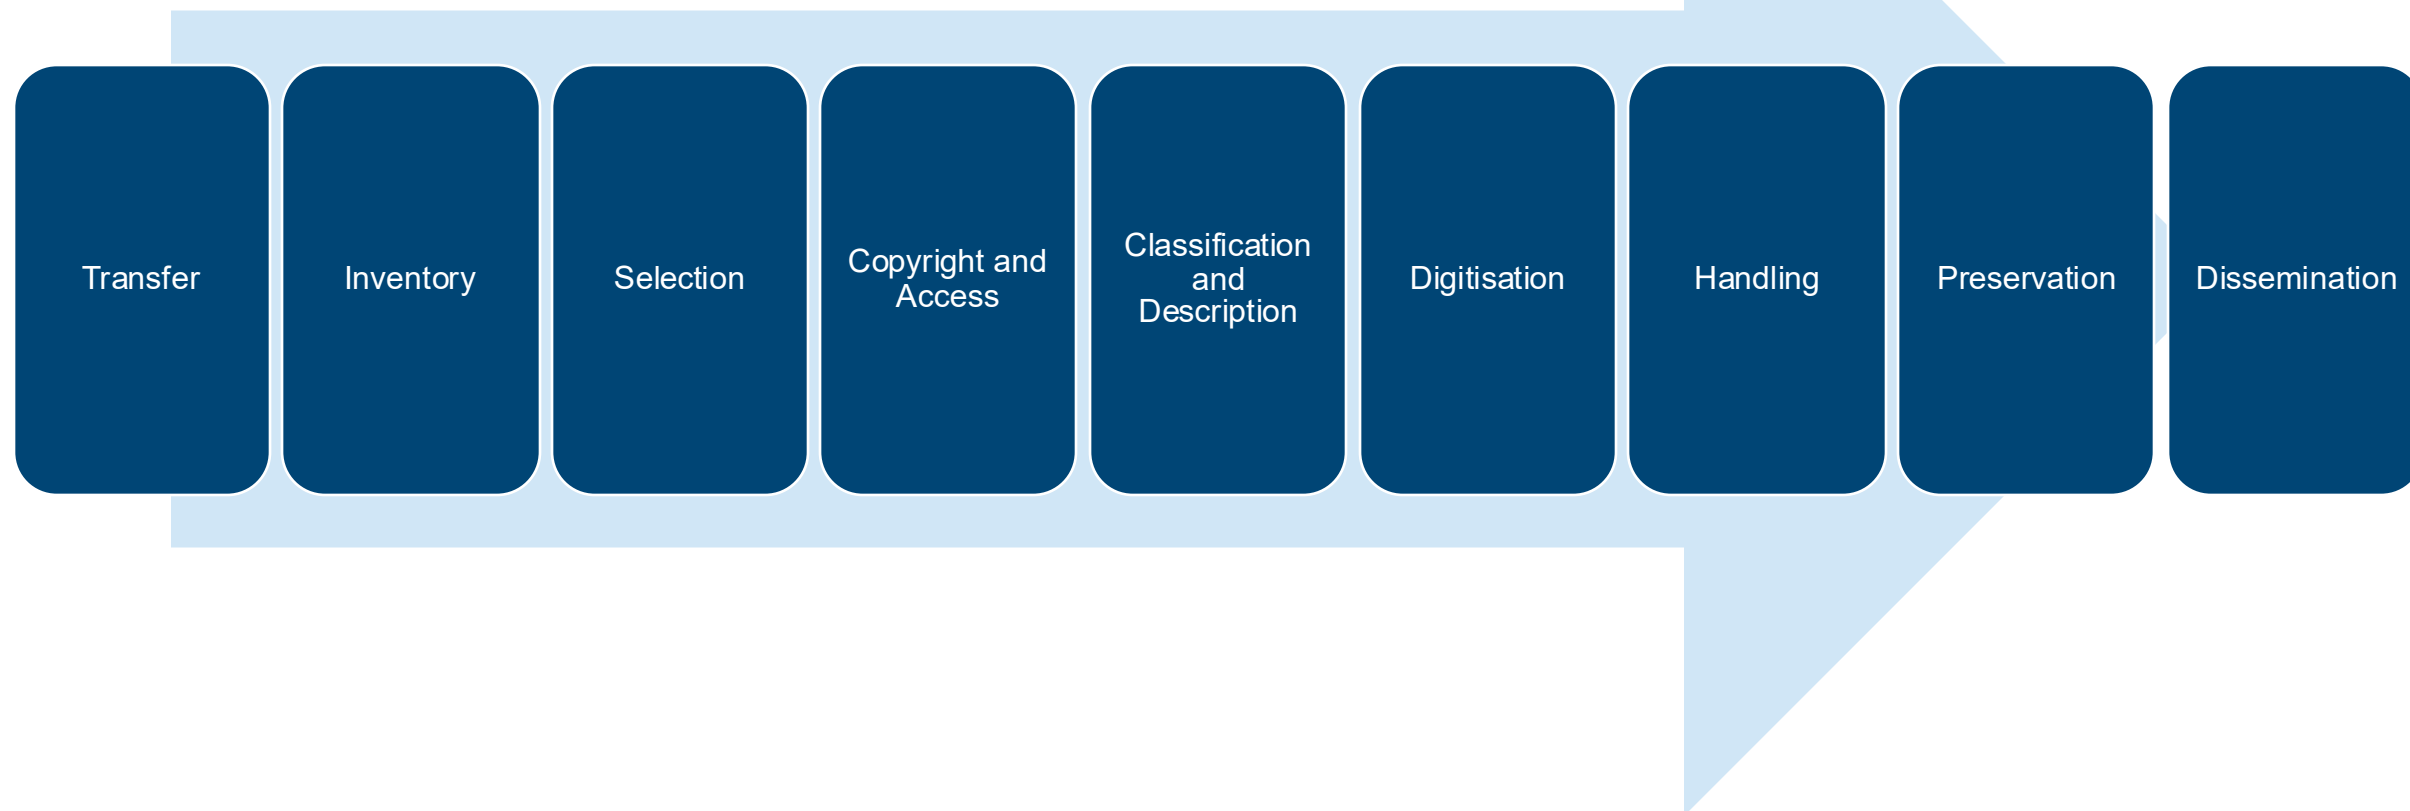 Transfer
Inventory
Selection
Copyright and
Access
Classification
and
Description
Digitisation
Handling
Preservation
Dissemination